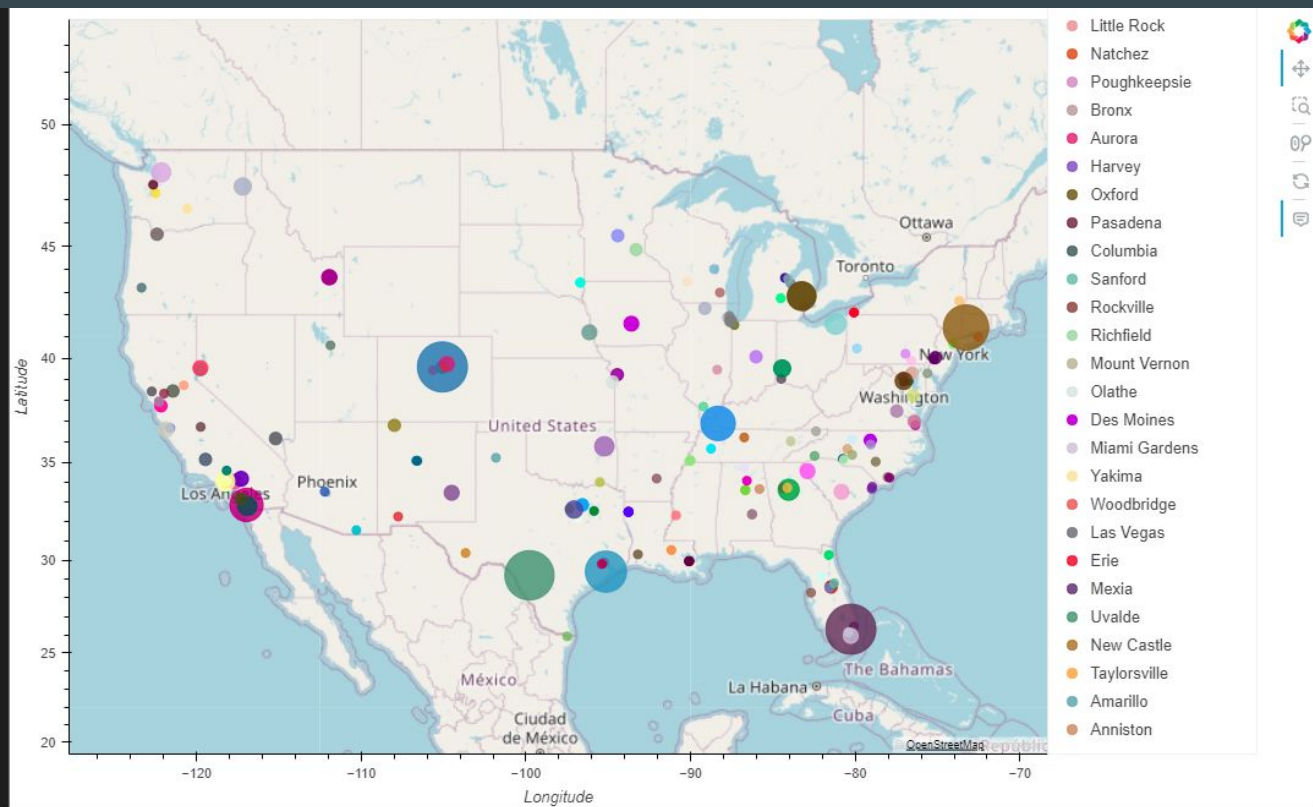 50
45
40
35
30
25
20
Latitude
−120
−110
−100
−90
−80
−70
Longitude
Ottawa
Toronto
New York
Washington
United States
Phoenix
Los Angeles
México
Ciudad
de México
La Habana
The Bahamas
Cuba
OpenStreetMap
Little Rock
Natchez
Poughkeepsie
Bronx
Aurora
Harvey
Oxford
Pasadena
Columbia
Sanford
Rockville
Richfield
Mount Vernon
Olathe
Des Moines
Miami Gardens
Yakima
Woodbridge
Las Vegas
Erie
Mexia
Uvalde
New Castle
Taylorsville
Amarillo
Anniston